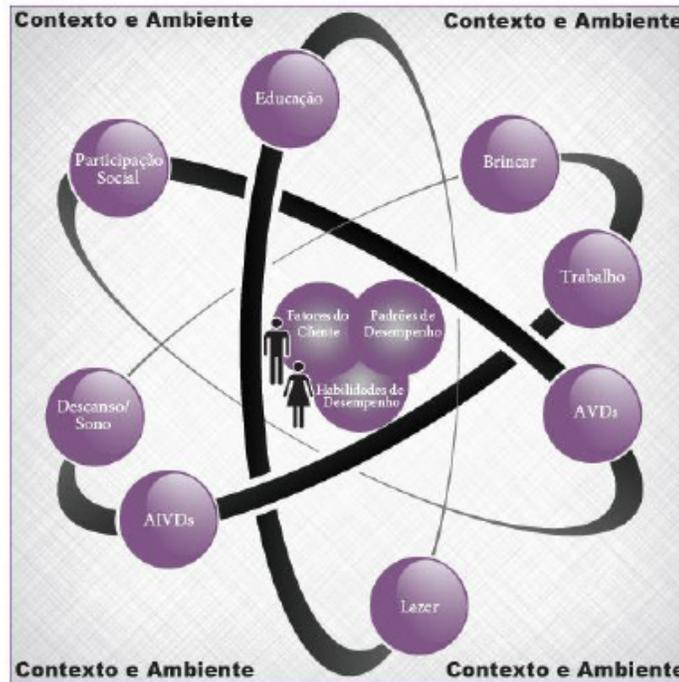 Contexto e Ambiente
Contexto e Ambiente
Educação
Participação
Social
Brincar
Trabalho
Fatores do
Cliente
Padrões de
Desempenho
Habilidades de
Desempenho
Descanso/
Sono
AVDs
AIVDs
Lazer
Contexto e Ambiente
Contexto e Ambiente